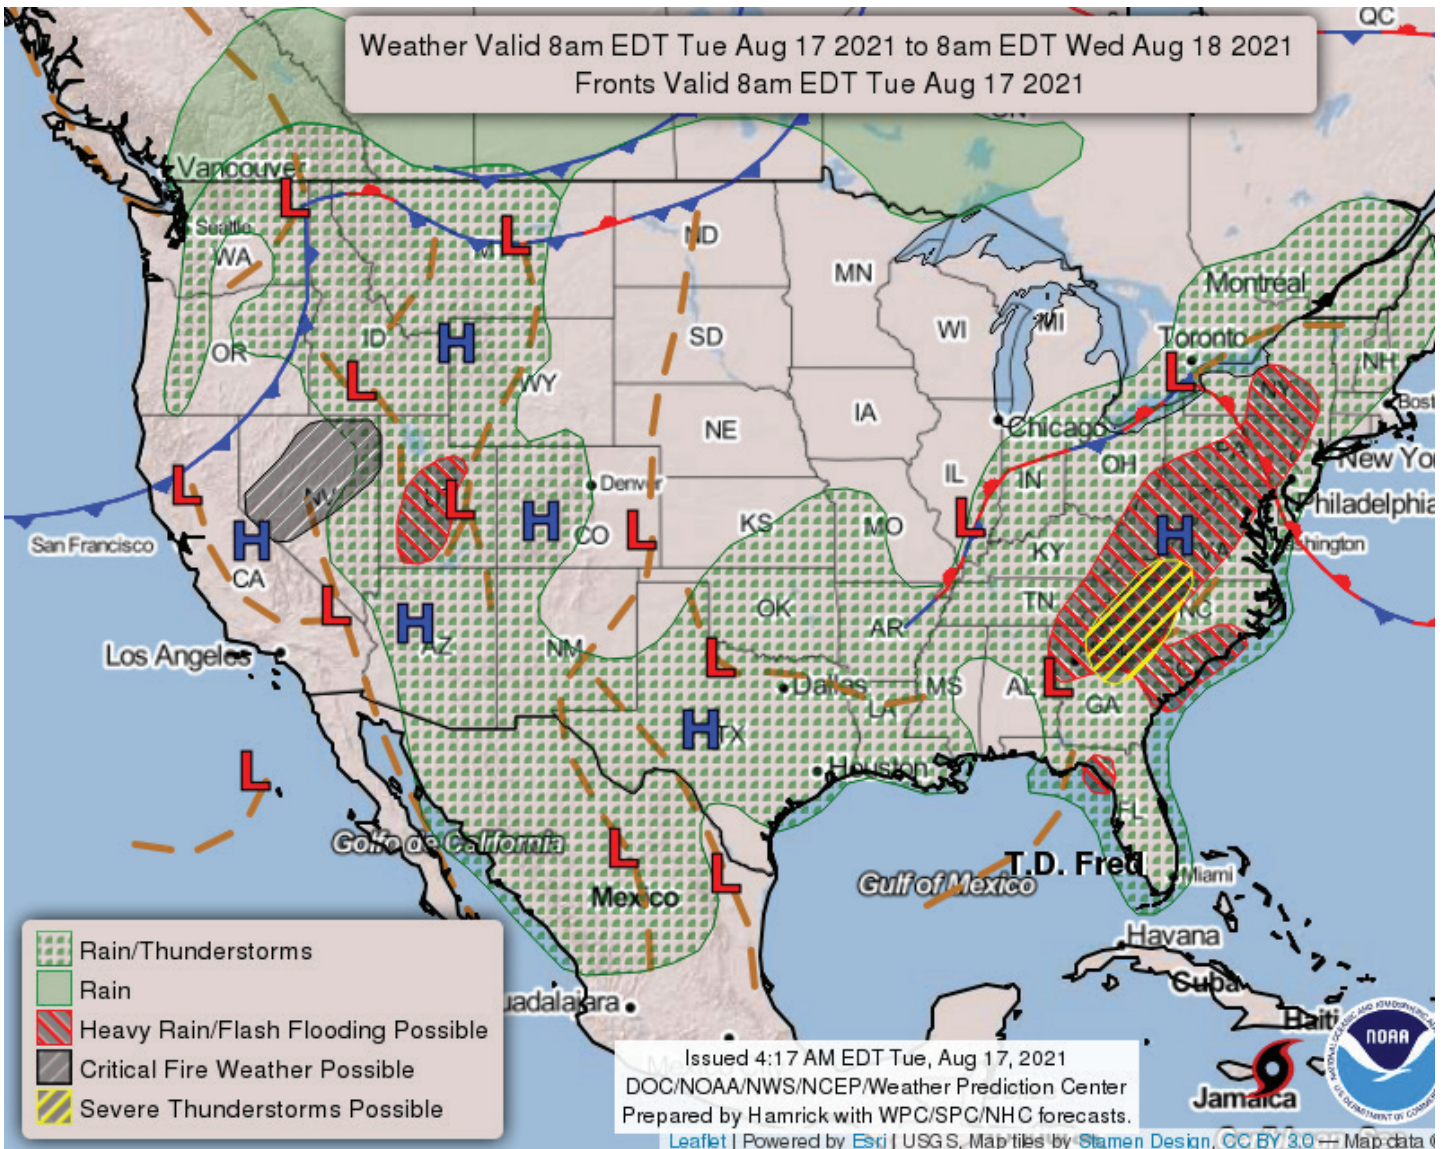 QC
Weather Valid 8am EDT Tue Aug 17 2021 to 8am EDT Wed Aug 18 2021
Fronts Valid 8am EDT Tue Aug 17 2021
Vancouver
L
Seattle
L
ND
WA
MN
Montréal
H
WI
MI
Toronto
OR
ID
SD
L
NH
L
WY
IA
NY
NE
Chicago
PA
New Yo
L
NV
L
Denver
IL
IN
OH
Philadelphia
H
CO
L
KS
MO
L
H
San Francisco
H
CA
KY
VA
shington
L
OK
TN
NC
H
AZ
AR
Los Angeles
NM
L
Dallas
MS
AL
L
GA
SC
LA
H
TX
L
Houston
FL
Golfo de California
L
T.D. Fred
L
Gulf of Mexico
Miami
Mexico
Havana
Cuba
uadalajara
Haiti
Jamaica
NOAA
Rain/Thunderstorms
Rain
Heavy Rain/Flash Flooding Possible
Critical Fire Weather Possible
Severe Thunderstorms Possible
Issued 4:17 AM EDT Tue, Aug 17, 2021
DOC/NOAA/NWS/NCEP/Weather Prediction Center
Prepared by Hamrick with WPC/SPC/NHC forecasts.
Leaflet | Powered by Esri | USGS, Map tiles by Stamen Design, CC BY 3.0 — Map data ©